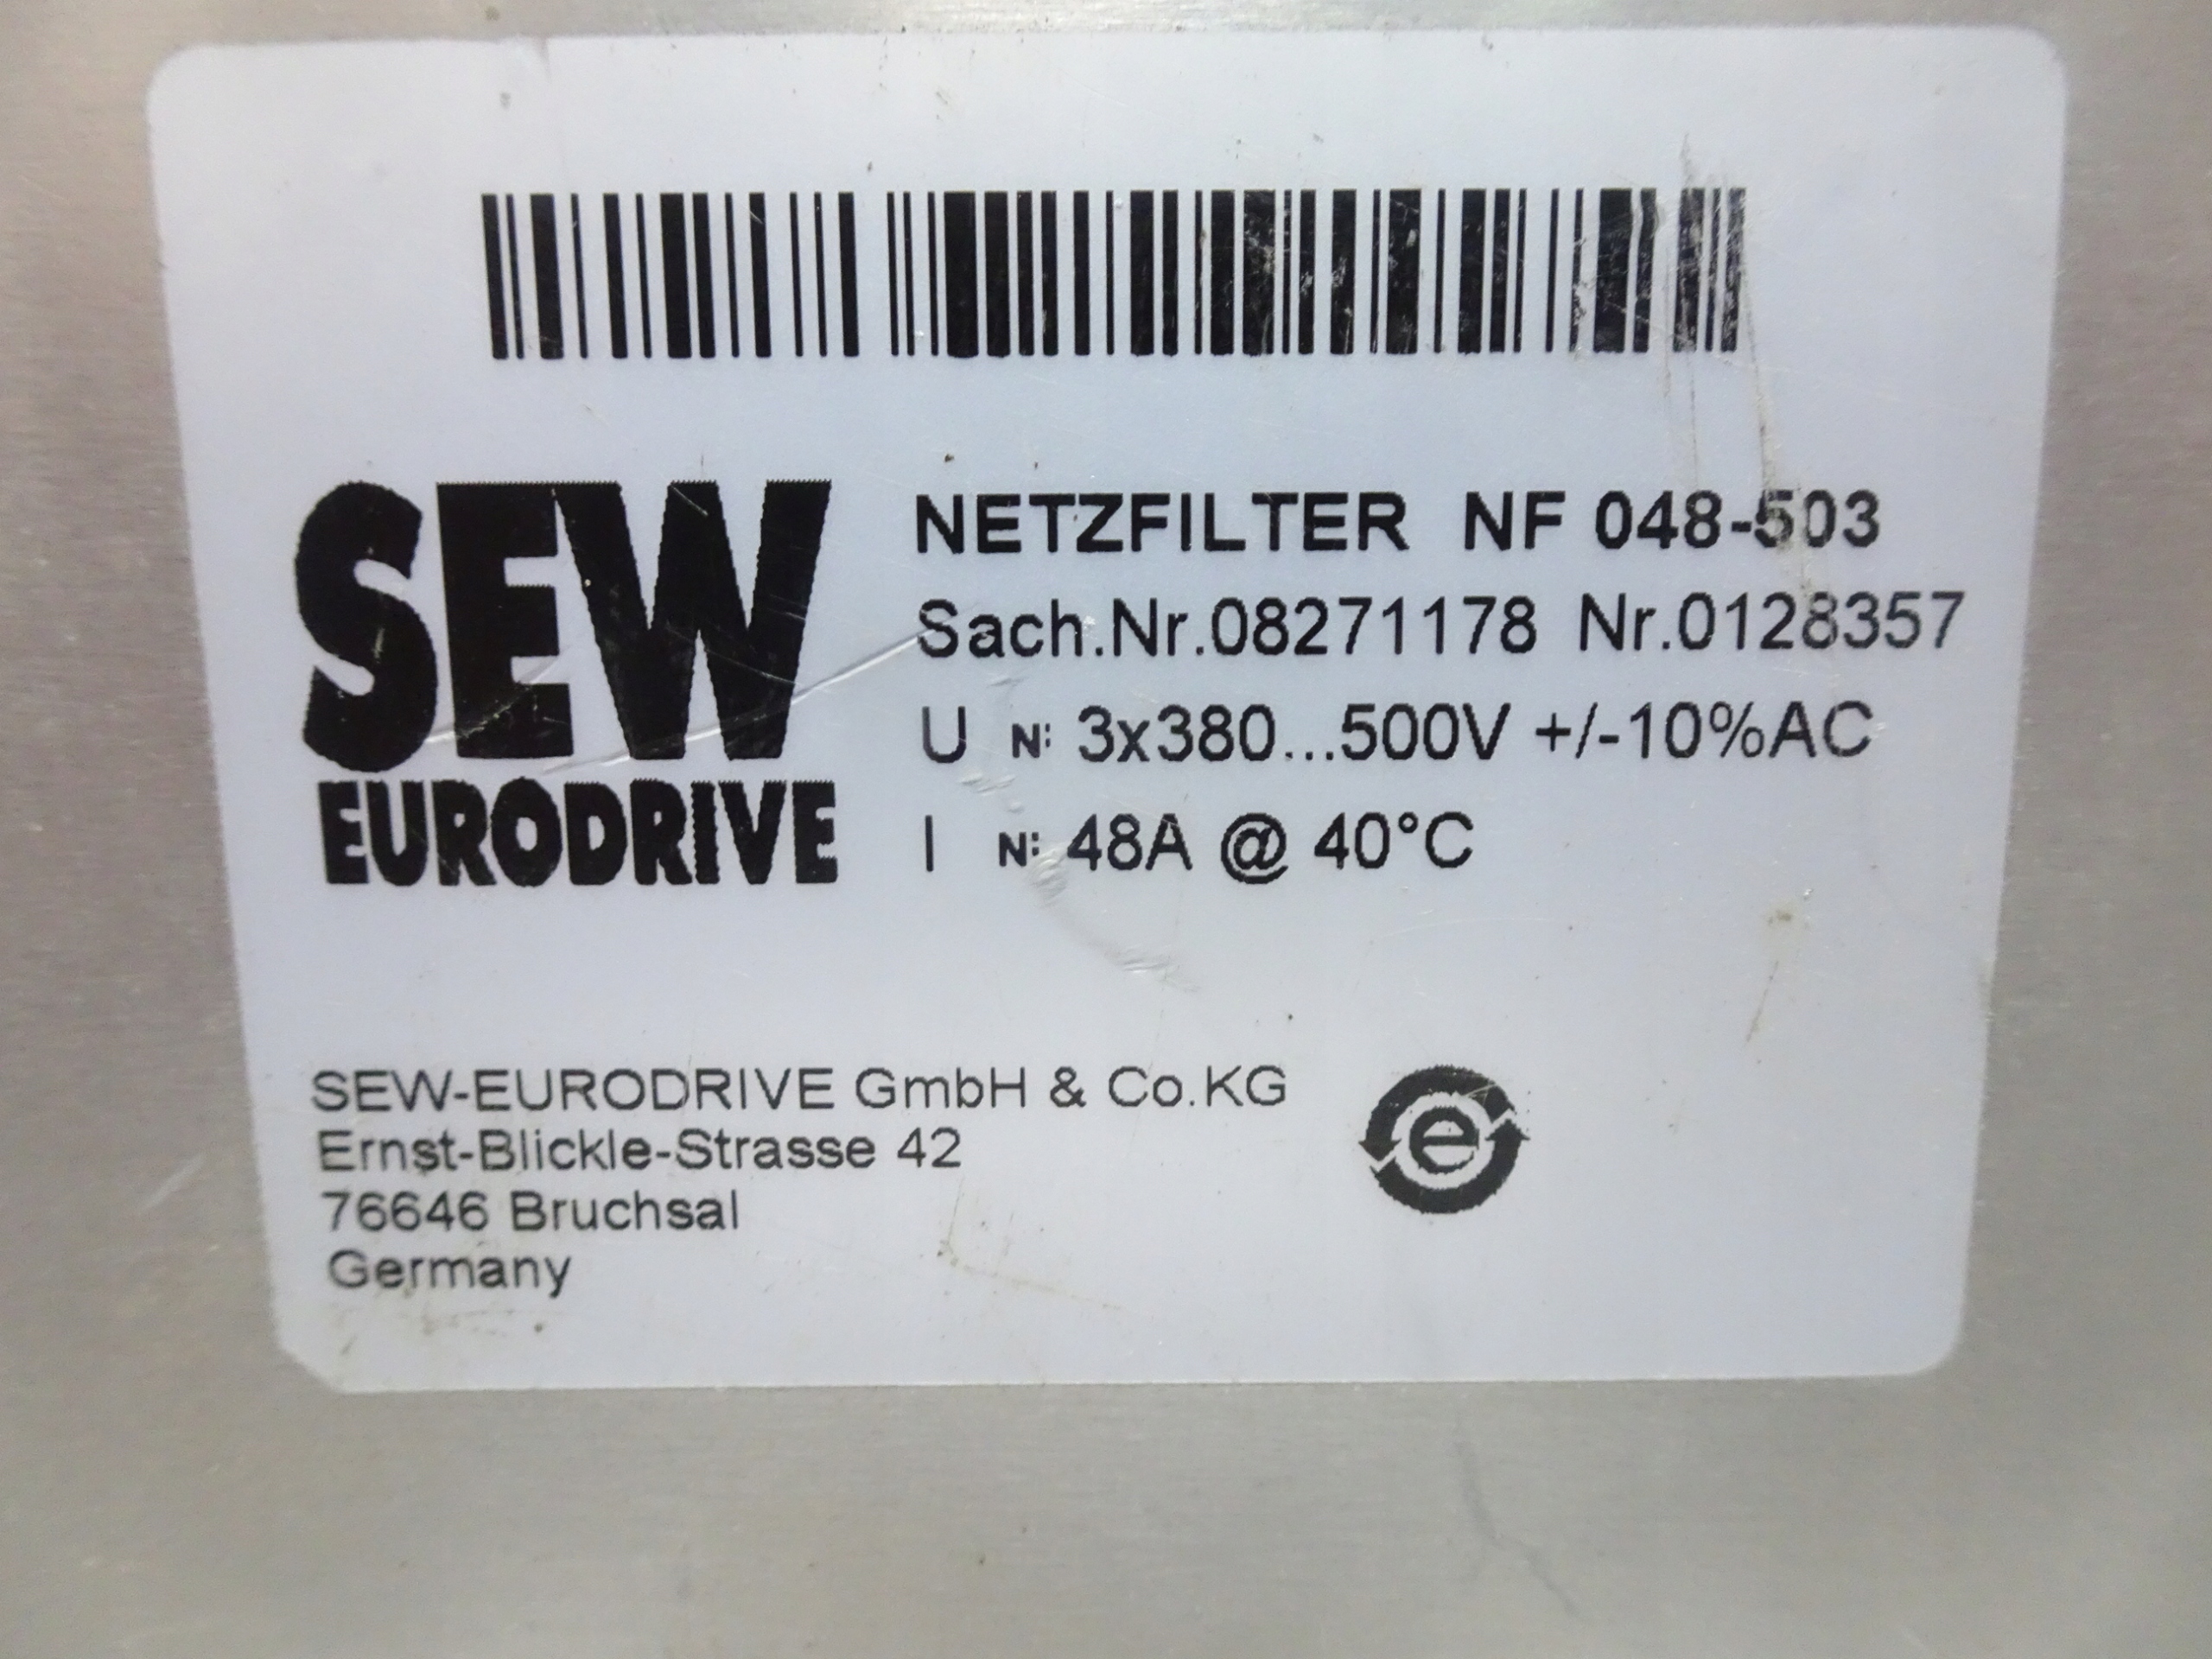 SEW
EURODRIVE
NETZFILTER NF 048-503
Sach.Nr.08271178 Nr.0128357
U N: 3x380...500V +/-10%AC
I N: 48A @ 40°C
SEW-EURODRIVE GmbH & Co.KG
Ernst-Blickle-Strasse 42
76646 Bruchsal
Germany
e